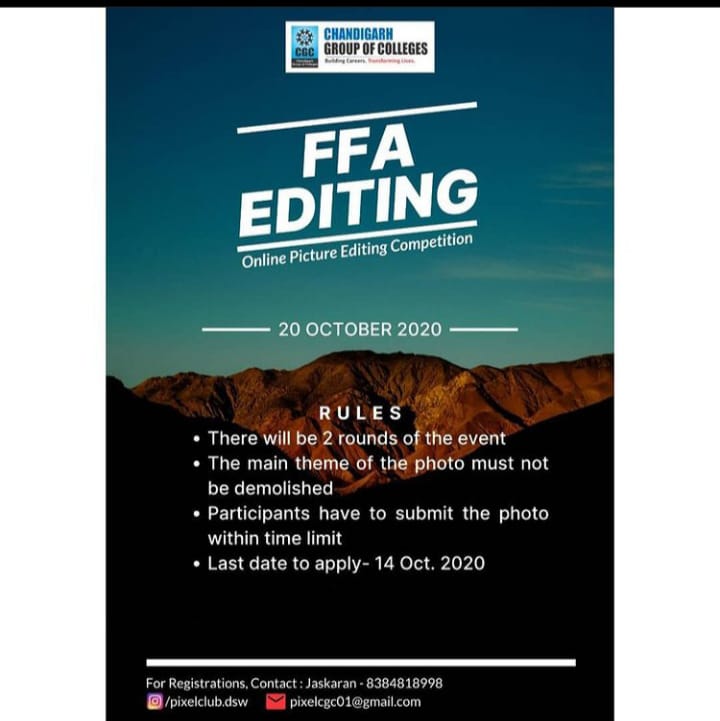 CHANDIGARH
CGC GROUP OF COLLEGES
Building Careers. Transforming Lives.
FFA
EDITING
Online Picture Editing Competition
20 OCTOBER 2020
RULES
• There will be 2 rounds of the event
• The main theme of the photo must not
be demolished
• Participants have to submit the photo
within time limit
• Last date to apply- 14 Oct. 2020
For Registrations, Contact : Jaskaran - 8384818998
/pixelclub.dsw pixelcgc01@gmail.com